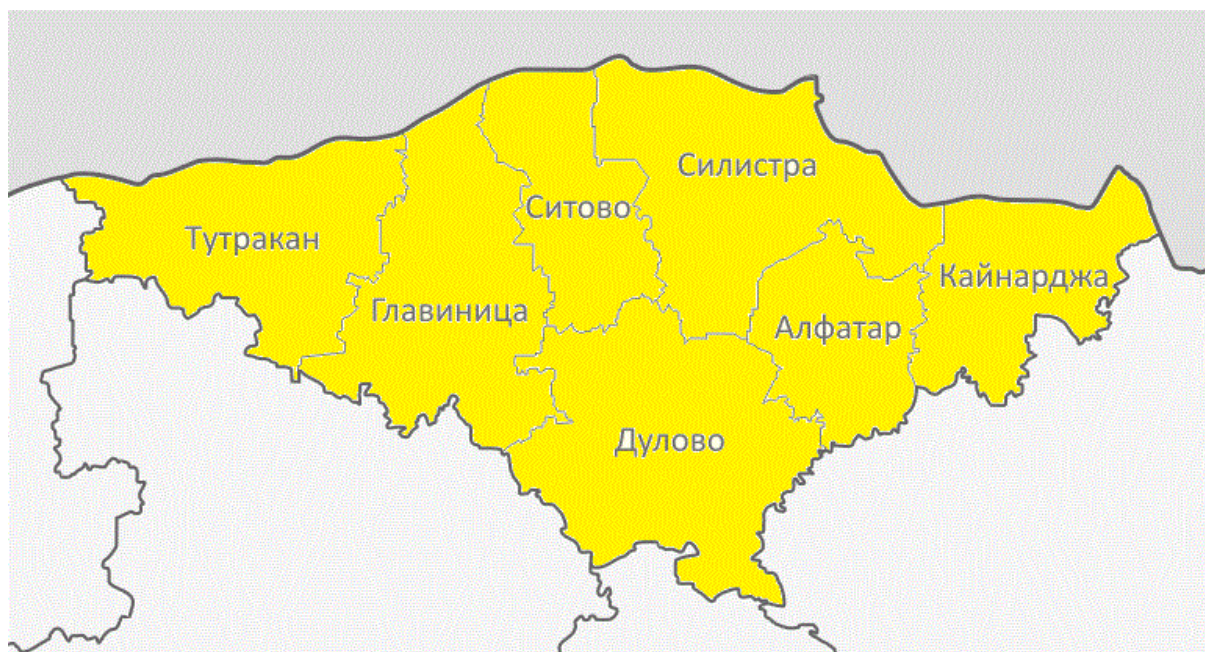 Силистра
Ситово
Тутракан
Кайнарджа
Главиница
Алфатар
Дулово